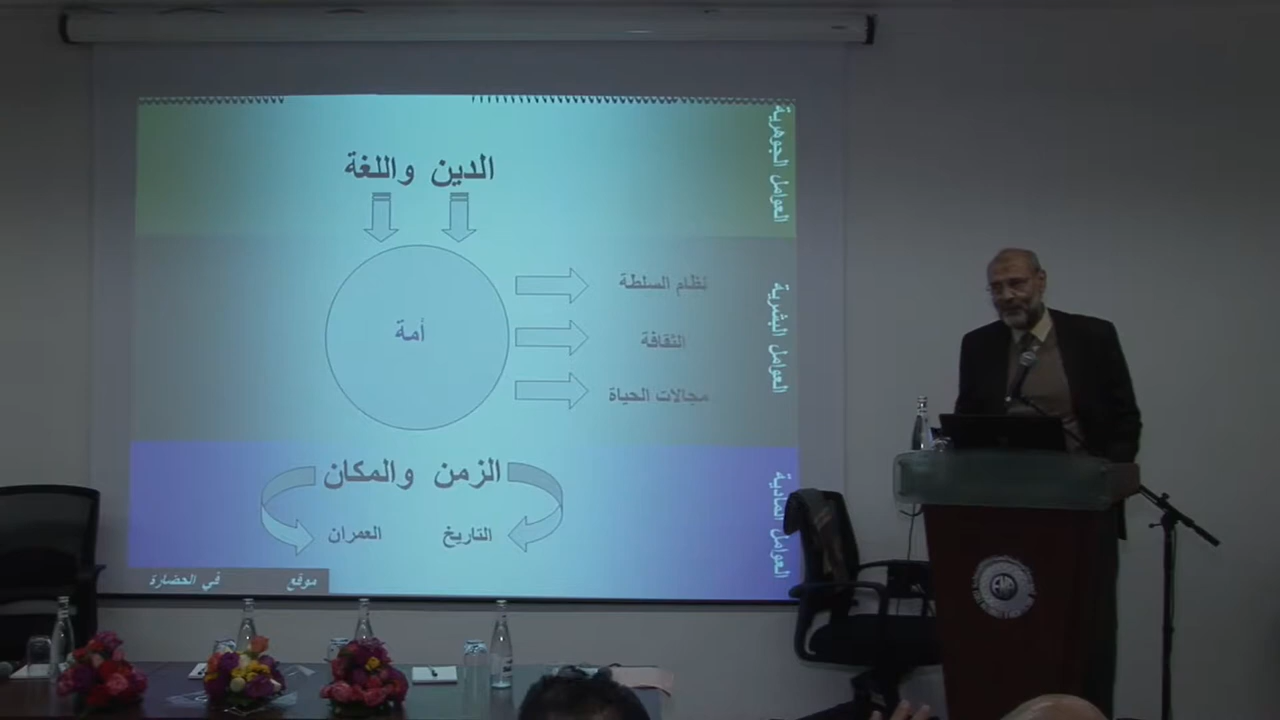 العوامل الجوهرية
الدين واللغة
العوامل البشرية
نظام السلطة
أمة
الثقافة
مجالات الحياة
العوامل المادية
الزمن والمكان
التاريخ العمران
موقع في الحضارة